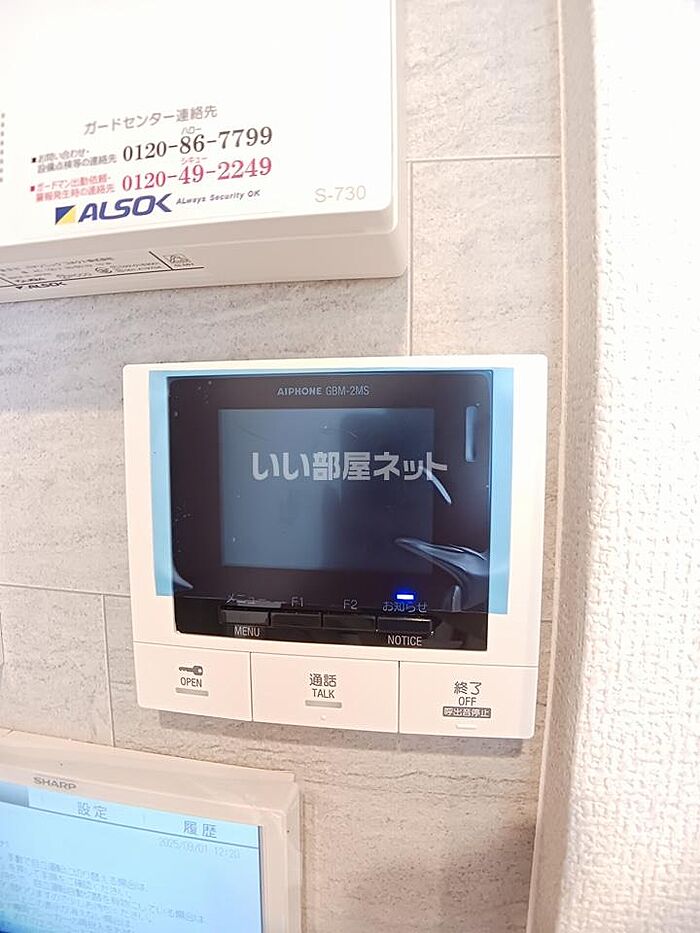 ガードセンター連絡先
ハロー
■お問い合わせ・
設備点検等の連絡先 0120-86-7799
シキュー
■ガードマン出動依頼・
警報発生時の連絡先 0120-49-2249
ALSOK ALways Security OK
S-730
ALSOK
AIPHONE GBM-2MS
いい部屋ネット
メニュー F1 F2 お知らせ
MENU NOTICE
OPEN
通話
TALK
終了
OFF
呼出音停止
SHARP
設定
履歴
2025/09/01 12:20